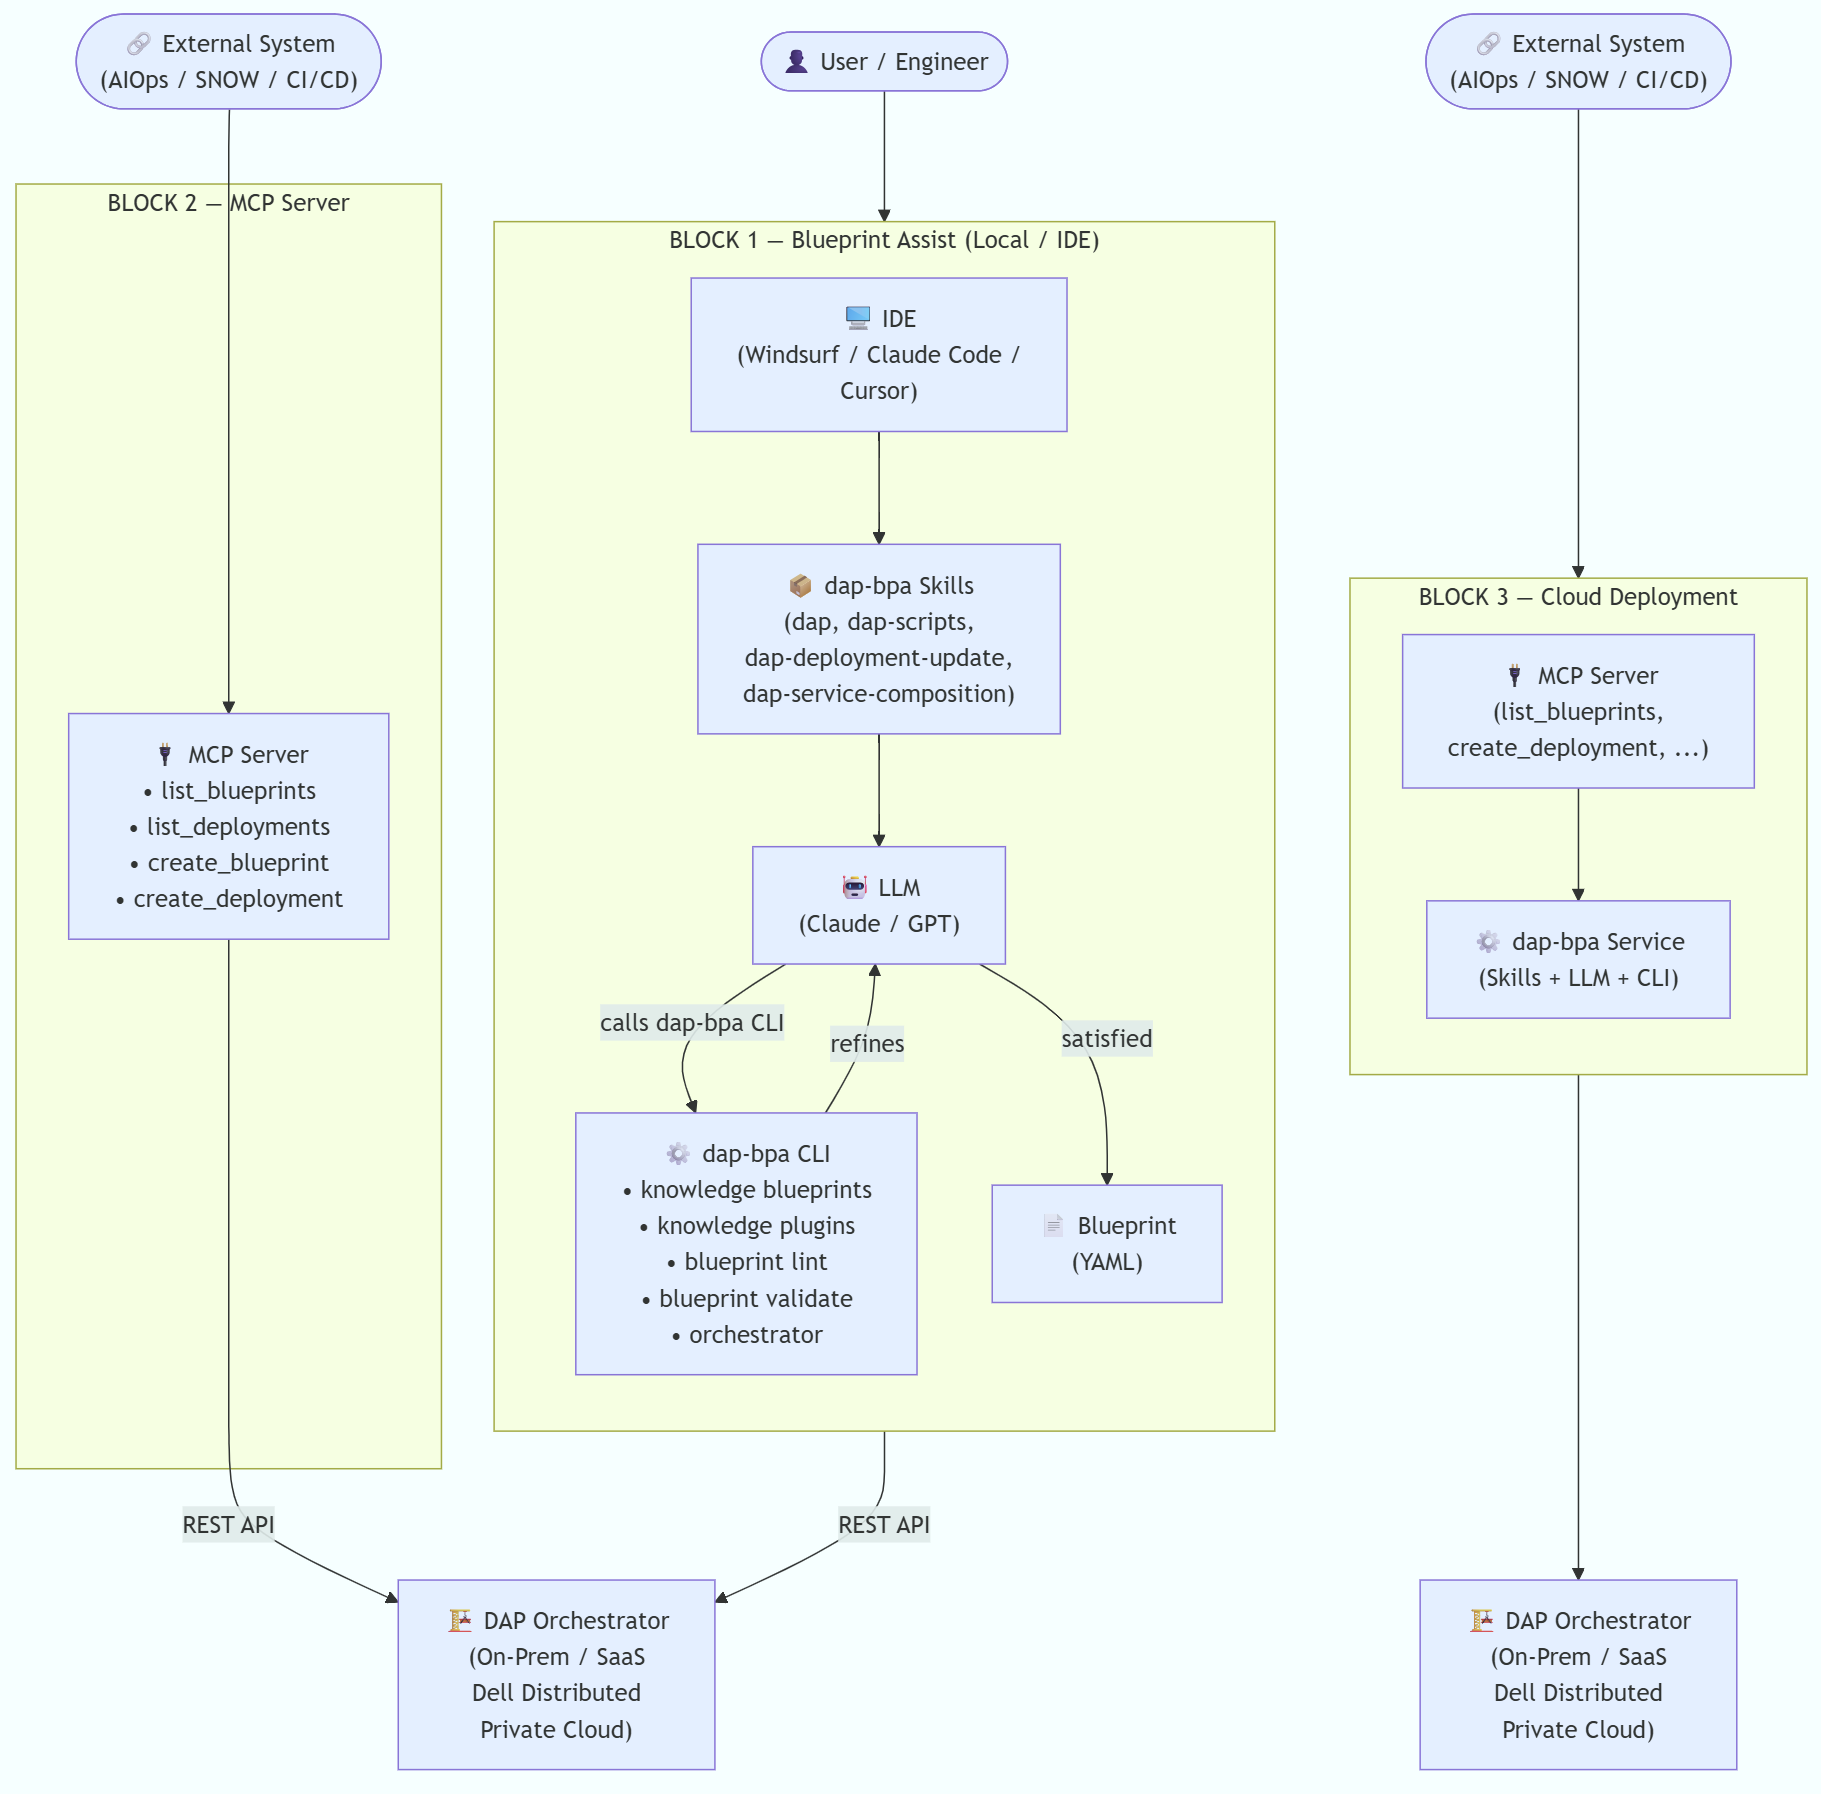 External System
(AIOps / SNOW / CI/CD)
User / Engineer
External System
(AIOps / SNOW / CI/CD)
BLOCK 2 — MCP Server
MCP Server
• list_blueprints
• list_deployments
• create_blueprint
• create_deployment
REST API
BLOCK 1 — Blueprint Assist (Local / IDE)
IDE
(Windsurf / Claude Code /
Cursor)
dap-bpa Skills
(dap, dap-scripts,
dap-deployment-update,
dap-service-composition)
LLM
(Claude / GPT)
calls dap-bpa CLI
refines
satisfied
dap-bpa CLI
• knowledge blueprints
• knowledge plugins
• blueprint lint
• blueprint validate
• orchestrator
Blueprint
(YAML)
REST API
DAP Orchestrator
(On-Prem / SaaS
Dell Distributed
Private Cloud)
BLOCK 3 — Cloud Deployment
MCP Server
(list_blueprints,
create_deployment, ...)
dap-bpa Service
(Skills + LLM + CLI)
DAP Orchestrator
(On-Prem / SaaS
Dell Distributed
Private Cloud)